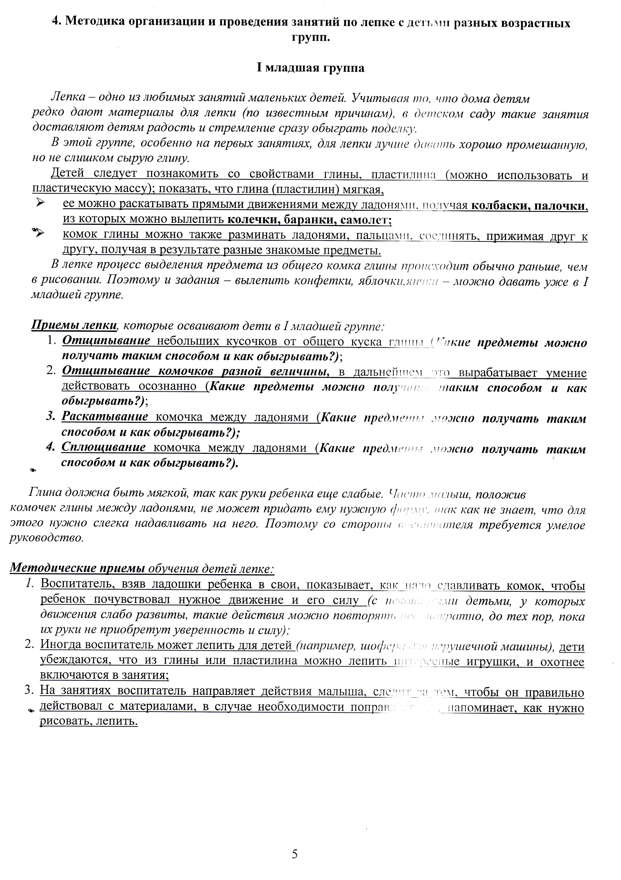 4. Методика организации и проведения занятий по лепке с детьми разных возрастных
групп.
I младшая группа
Лепка – одно из любимых занятий маленьких детей. Учитывая то, что дома детям
редко дают материалы для лепки (по известным причинам), в детском саду такие занятия
доставляют детям радость и стремление сразу обыграть поделку.
В этой группе, особенно на первых занятиях, для лепки лучше давать хорошо промешанную,
но не слишком сырую глину.
Детей следует познакомить со свойствами глины, пластилина (можно использовать и
пластическую массу); показать, что глина (пластилин) мягкая,
➢ ее можно раскатывать прямыми движениями между ладонями, получая колбаски, палочки,
из которых можно вылепить колечки, баранки, самолет;
➢ комок глины можно также разминать ладонями, пальцами, соединять, прижимая друг к
другу, получая в результате разные знакомые предметы.
В лепке процесс выделения предмета из общего комка глины происходит обычно раньше, чем
в рисовании. Поэтому и задания – вылепить конфетки, яблочки, – можно давать уже в I
младшей группе.
Приемы лепки, которые осваивают дети в I младшей группе:
1. Отщипывание небольших кусочков от общего куска глины (Какие предметы можно
получать таким способом и как обыгрывать?);
2. Отщипывание комочков разной величины, в дальнейшем это вырабатывает умение
действовать осознанно (Какие предметы можно получать таким способом и как
обыгрывать?);
3. Раскатывание комочка между ладонями (Какие предметы можно получать таким
способом и как обыгрывать?);
4. Сплющивание комочка между ладонями (Какие предметы можно получать таким
способом и как обыгрывать?).
Глина должна быть мягкой, так как руки ребенка еще слабые. Часто малыш, положив
комочек глины между ладонями, не может придать ему нужную форму, так как не знает, что для
этого нужно слегка надавливать на него. Поэтому со стороны воспитателя требуется умелое
руководство.
Методические приемы обучения детей лепке:
1. Воспитатель, взяв ладошки ребенка в свои, показывает, как надо сдавливать комок, чтобы
ребенок почувствовал нужное движение и его силу (с детьми, у которых
движения слабо развиты, такие действия можно повторять до тех пор, пока
их руки не приобретут уверенность и силу);
2. Иногда воспитатель может лепить для детей (например, шофера для игрушечной машины), дети
убеждаются, что из глины или пластилина можно лепить интересные игрушки, и охотнее
включаются в занятия;
3. На занятиях воспитатель направляет действия малыша, следит за тем, чтобы он правильно
действовал с материалами, в случае необходимости напоминает, как нужно
рисовать, лепить.
5